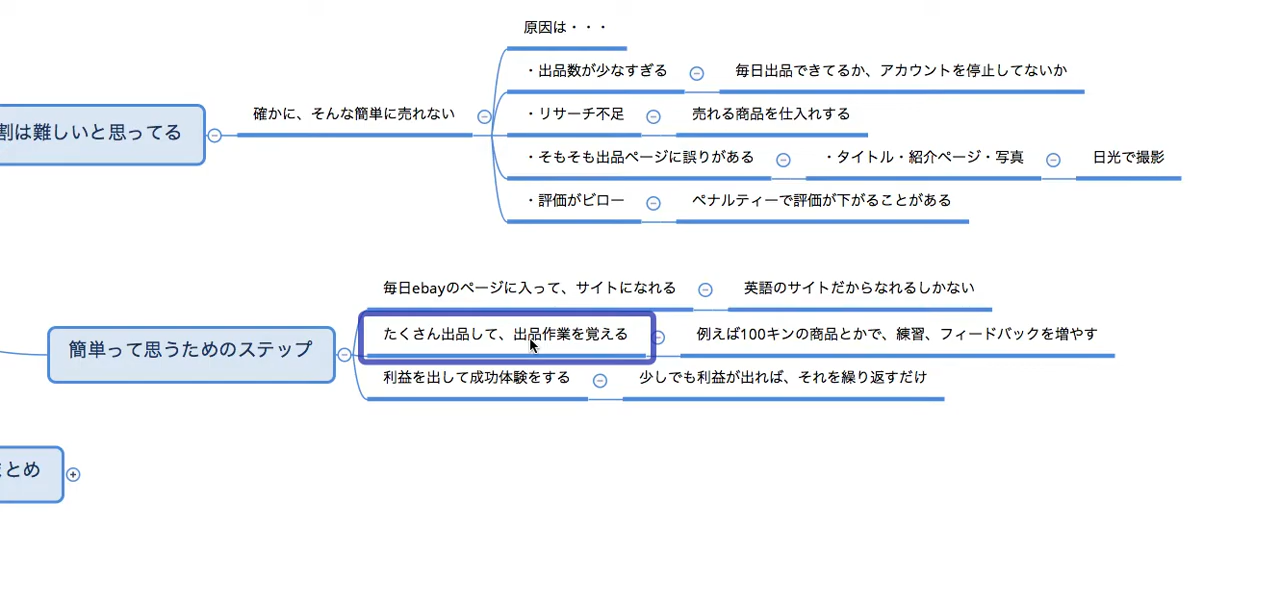 原因は・・・
・出品数が少なすぎる
毎日出品できてるか、アカウントを停止してないか
割は難しいと思ってる
確かに、そんな簡単に売れない
・リサーチ不足
売れる商品を仕入れする
・そもそも出品ページに誤りがある
・タイトル・紹介ページ・写真
日光で撮影
・評価がビロー
ペナルティーで評価が下がることがある
簡単って思うためのステップ
毎日ebayのページに入って、サイトになれる
英語のサイトだからなれるしかない
たくさん出品して、出品作業を覚える
例えば100キンの商品とかで、練習、フィードバックを増やす
利益を出して成功体験をする
少しでも利益が出れば、それを繰り返すだけ
とめ